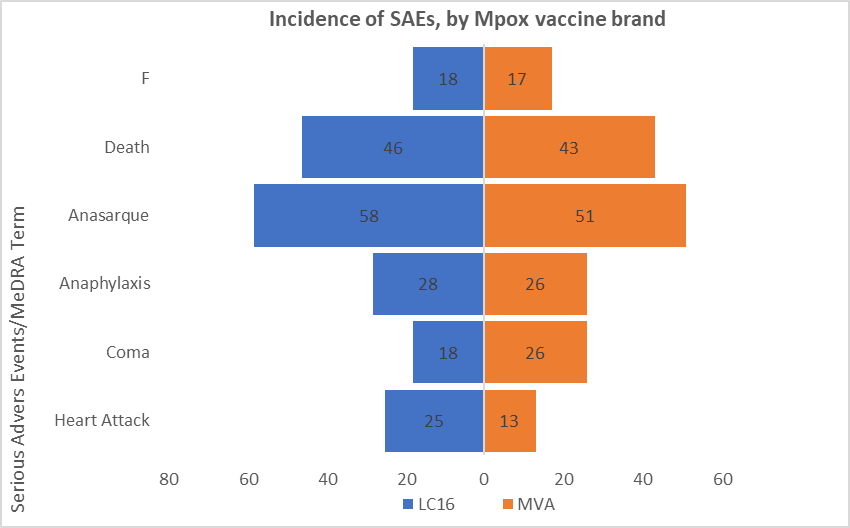 Incidence of SAEs, by Mpox vaccine brand
Serious Advers Events/MeDRA Term
F
18
17
Death
46
43
Anasarque
58
51
Anaphylaxis
28
26
Coma
18
26
Heart Attack
25
13
80 60 40 20 0 20 40 60
LC16 MVA